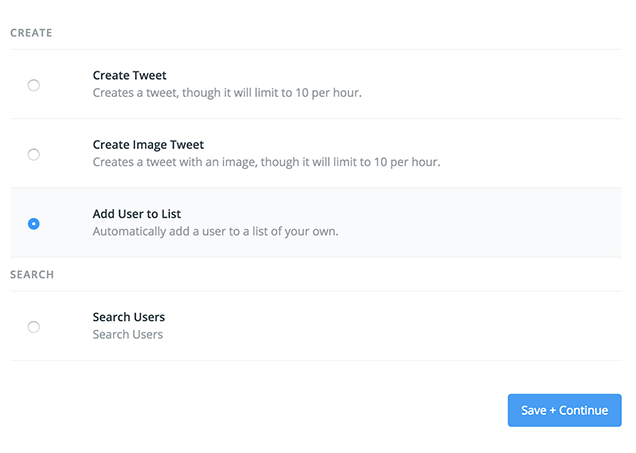 CREATE
Create Tweet
Creates a tweet, though it will limit to 10 per hour.
Create Image Tweet
Creates a tweet with an image, though it will limit to 10 per hour.
Add User to List
Automatically add a user to a list of your own.
SEARCH
Search Users
Search Users
Save + Continue